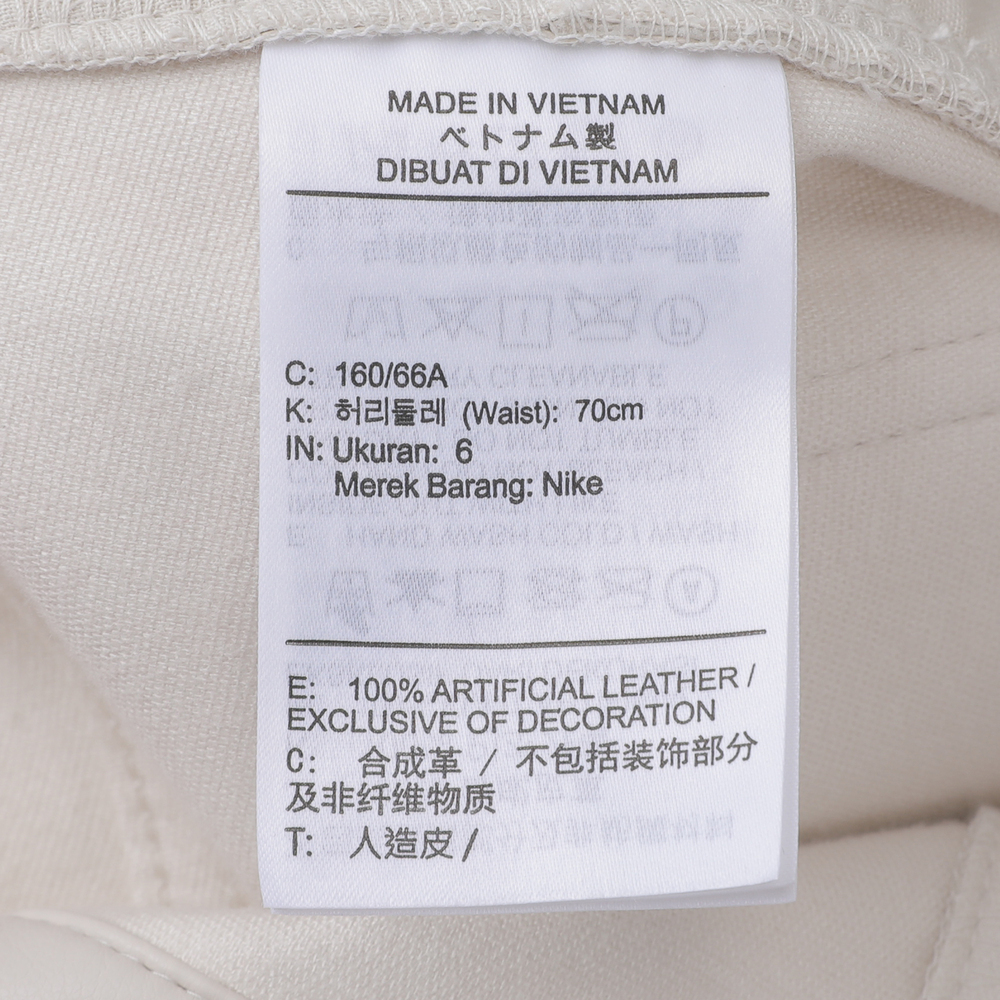 MADE IN VIETNAM
ベトナム製
DIBUAT DI VIETNAM
C: 160/66A
K: 허리둘레 (Waist): 70cm
IN: Ukuran: 6
Merek Barang: Nike
E: 100% ARTIFICIAL LEATHER /
EXCLUSIVE OF DECORATION
C: 合成革 / 不包括装饰部分
及非纤维物质
T: 人造皮 /